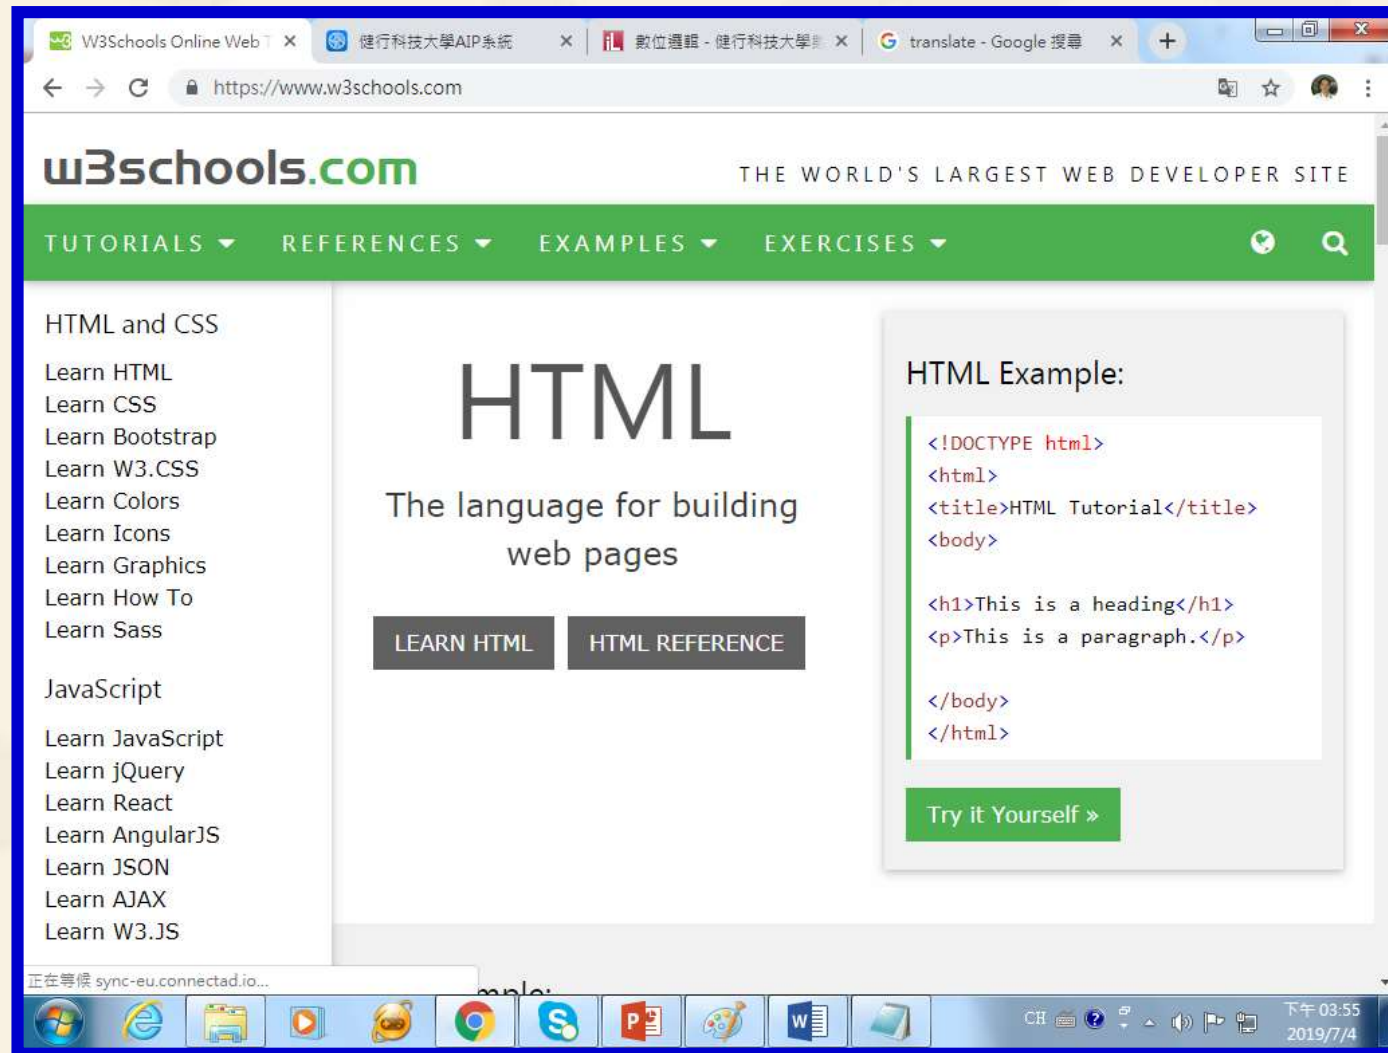 W3Schools Online Web T
健行科技大學AIP系統
數位邏輯 - 健行科技大學
translate - Google 搜尋
https://www.w3schools.com
w3schools.com
THE WORLD'S LARGEST WEB DEVELOPER SITE
TUTORIALS REFERENCES EXAMPLES EXERCISES
HTML and CSS
Learn HTML
Learn CSS
Learn Bootstrap
Learn W3.CSS
Learn Colors
Learn Icons
Learn Graphics
Learn How To
Learn Sass
JavaScript
Learn JavaScript
Learn jQuery
Learn React
Learn AngularJS
Learn JSON
Learn AJAX
Learn W3.JS
HTML
The language for building
web pages
LEARN HTML HTML REFERENCE
HTML Example:
<!DOCTYPE html>
<html>
<title>HTML Tutorial</title>
<body>
<h1>This is a heading</h1>
<p>This is a paragraph.</p>
</body>
</html>
Try it Yourself »
正在等候 sync-eu.connectad.io...
CH
下午 03:55
2019/7/4